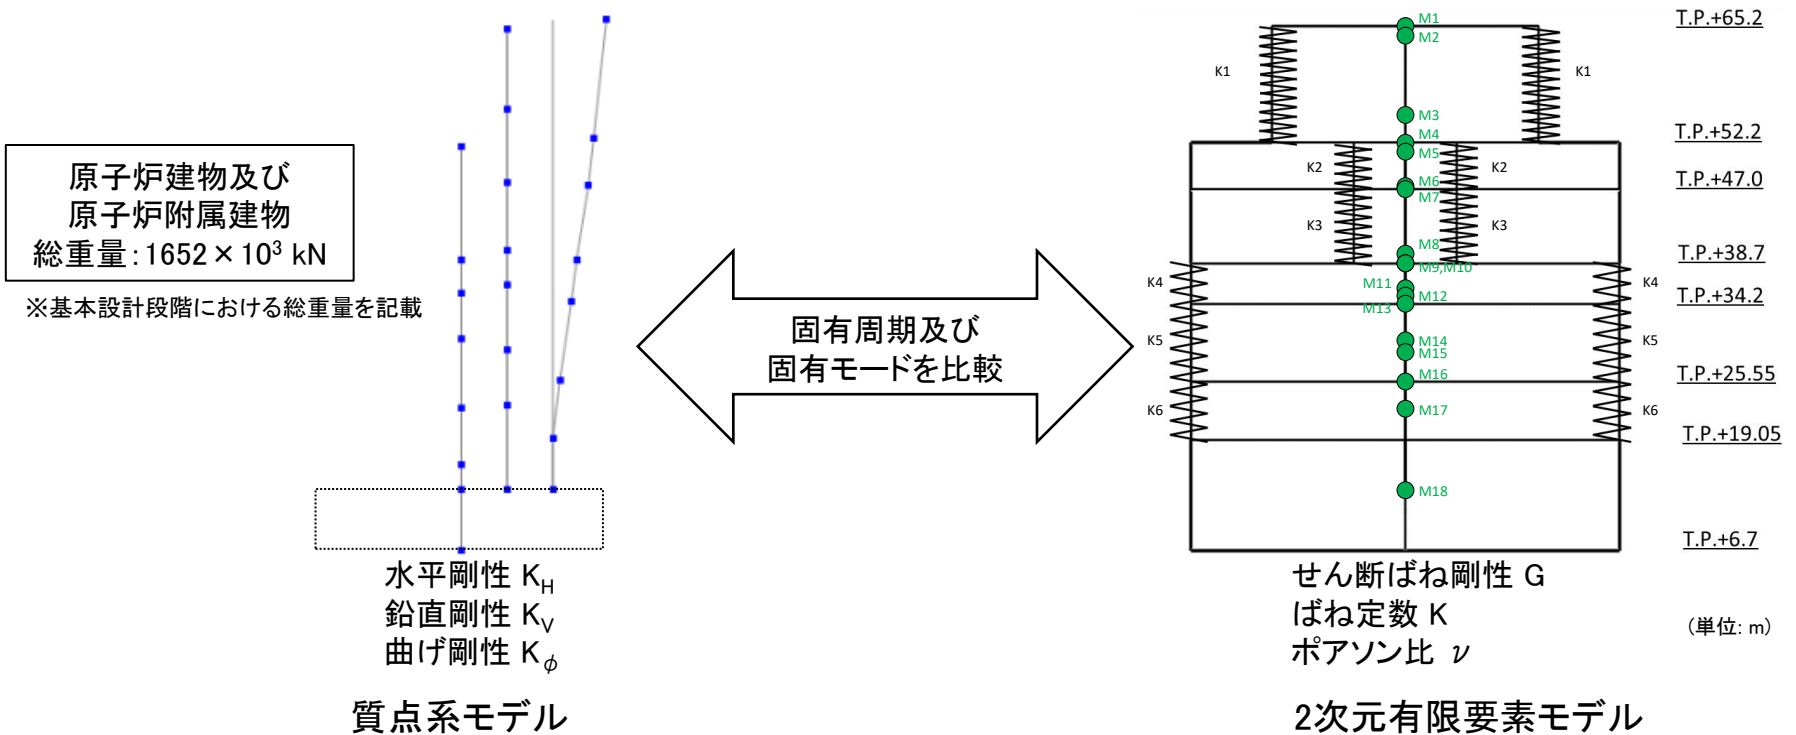 原子炉建物及び
原子炉附属建物
総重量：1652×10³ kN
※基本設計段階における総重量を記載
水平剛性 K_H
鉛直剛性 K_V
曲げ剛性 K_φ
質点系モデル
固有周期及び
固有モードを比較
M1
M2
K1
K1
M3
M4
M5
K2
K2
M6
M7
K3
K3
M8
M9,M10
K4
K4
M11
M12
M13
K5
K5
M14
M15
M16
K6
K6
M17
M18
T.P.+65.2
T.P.+52.2
T.P.+47.0
T.P.+38.7
T.P.+34.2
T.P.+25.55
T.P.+19.05
T.P.+6.7
（単位: m）
せん断ばね剛性 G
ばね定数 K
ポアソン比 ν
2次元有限要素モデル